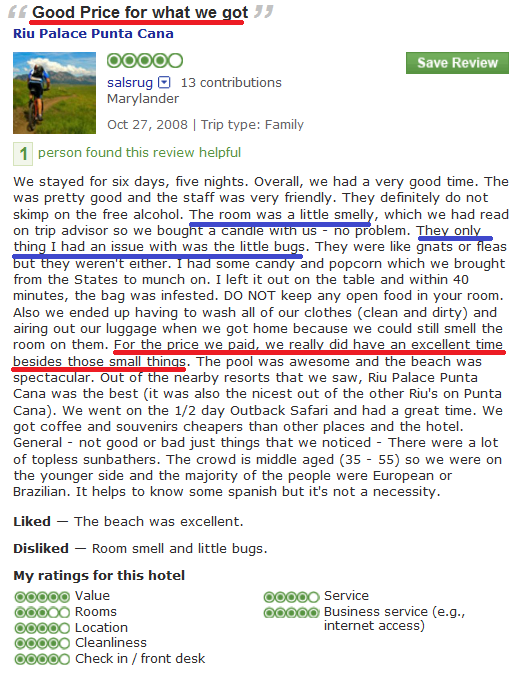 “ Good Price for what we got ”
Riu Palace Punta Cana
salsrug 13 contributions
Marylander
Oct 27, 2008 | Trip type: Family
Save Review
1 person found this review helpful
We stayed for six days, five nights. Overall, we had a very good time. The
was pretty good and the staff was very friendly. They definitely do not
skimp on the free alcohol. The room was a little smelly, which we had read
on trip advisor so we bought a candle with us - no problem. They only
thing I had an issue with was the little bugs. They were like gnats or fleas
but they weren't either. I had some candy and popcorn which we brought
from the States to munch on. I left it out on the table and within 40
minutes, the bag was infested. DO NOT keep any open food in your room.
Also we ended up having to wash all of our clothes (clean and dirty) and
airing out our luggage when we got home because we could still smell the
room on them. For the price we paid, we really did have an excellent time
besides those small things. The pool was awesome and the beach was
spectacular. Out of the nearby resorts that we saw, Riu Palace Punta
Cana was the best (it was also the nicest out of the other Riu's on Punta
Cana). We went on the 1/2 day Outback Safari and had a great time. We
got coffee and souvenirs cheapers than other places and the hotel.
General - not good or bad just things that we noticed - There were a lot
of topless sunbathers. The crowd is middle aged (35 - 55) so we were on
the younger side and the majority of the people were European or
Brazilian. It helps to know some spanish but it's not a necessity.
Liked — The beach was excellent.
Disliked — Room smell and little bugs.
My ratings for this hotel
Value
Rooms
Location
Cleanliness
Check in / front desk
Service
Business service (e.g.,
internet access)